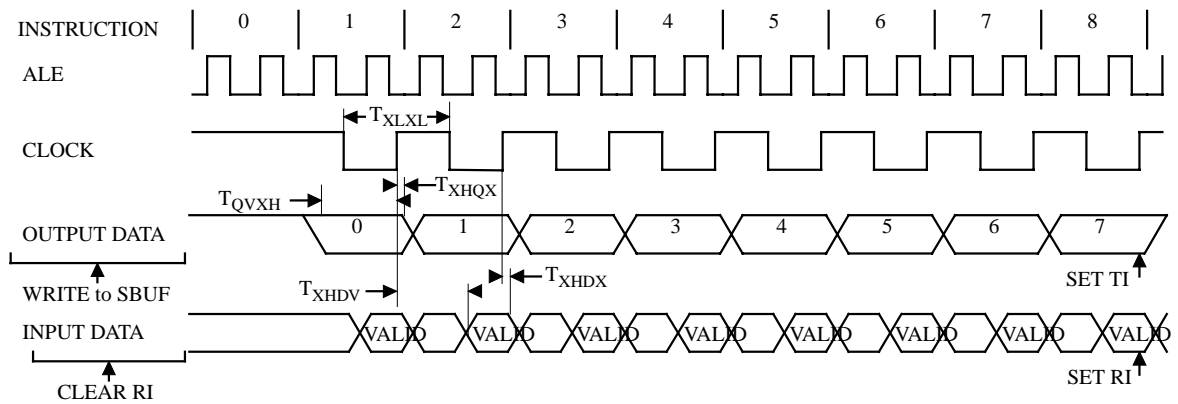 INSTRUCTION 0 1 2 3 4 5 6 7 8
ALE
T_XLXL
CLOCK
T_XHQX
T_QVXH
OUTPUT DATA 0 1 2 3 4 5 6 7
T_XHDX SET TI
WRITE to SBUF T_XHDV
INPUT DATA VALID VALID VALID VALID VALID VALID VALID VALID
SET RI
CLEAR RI